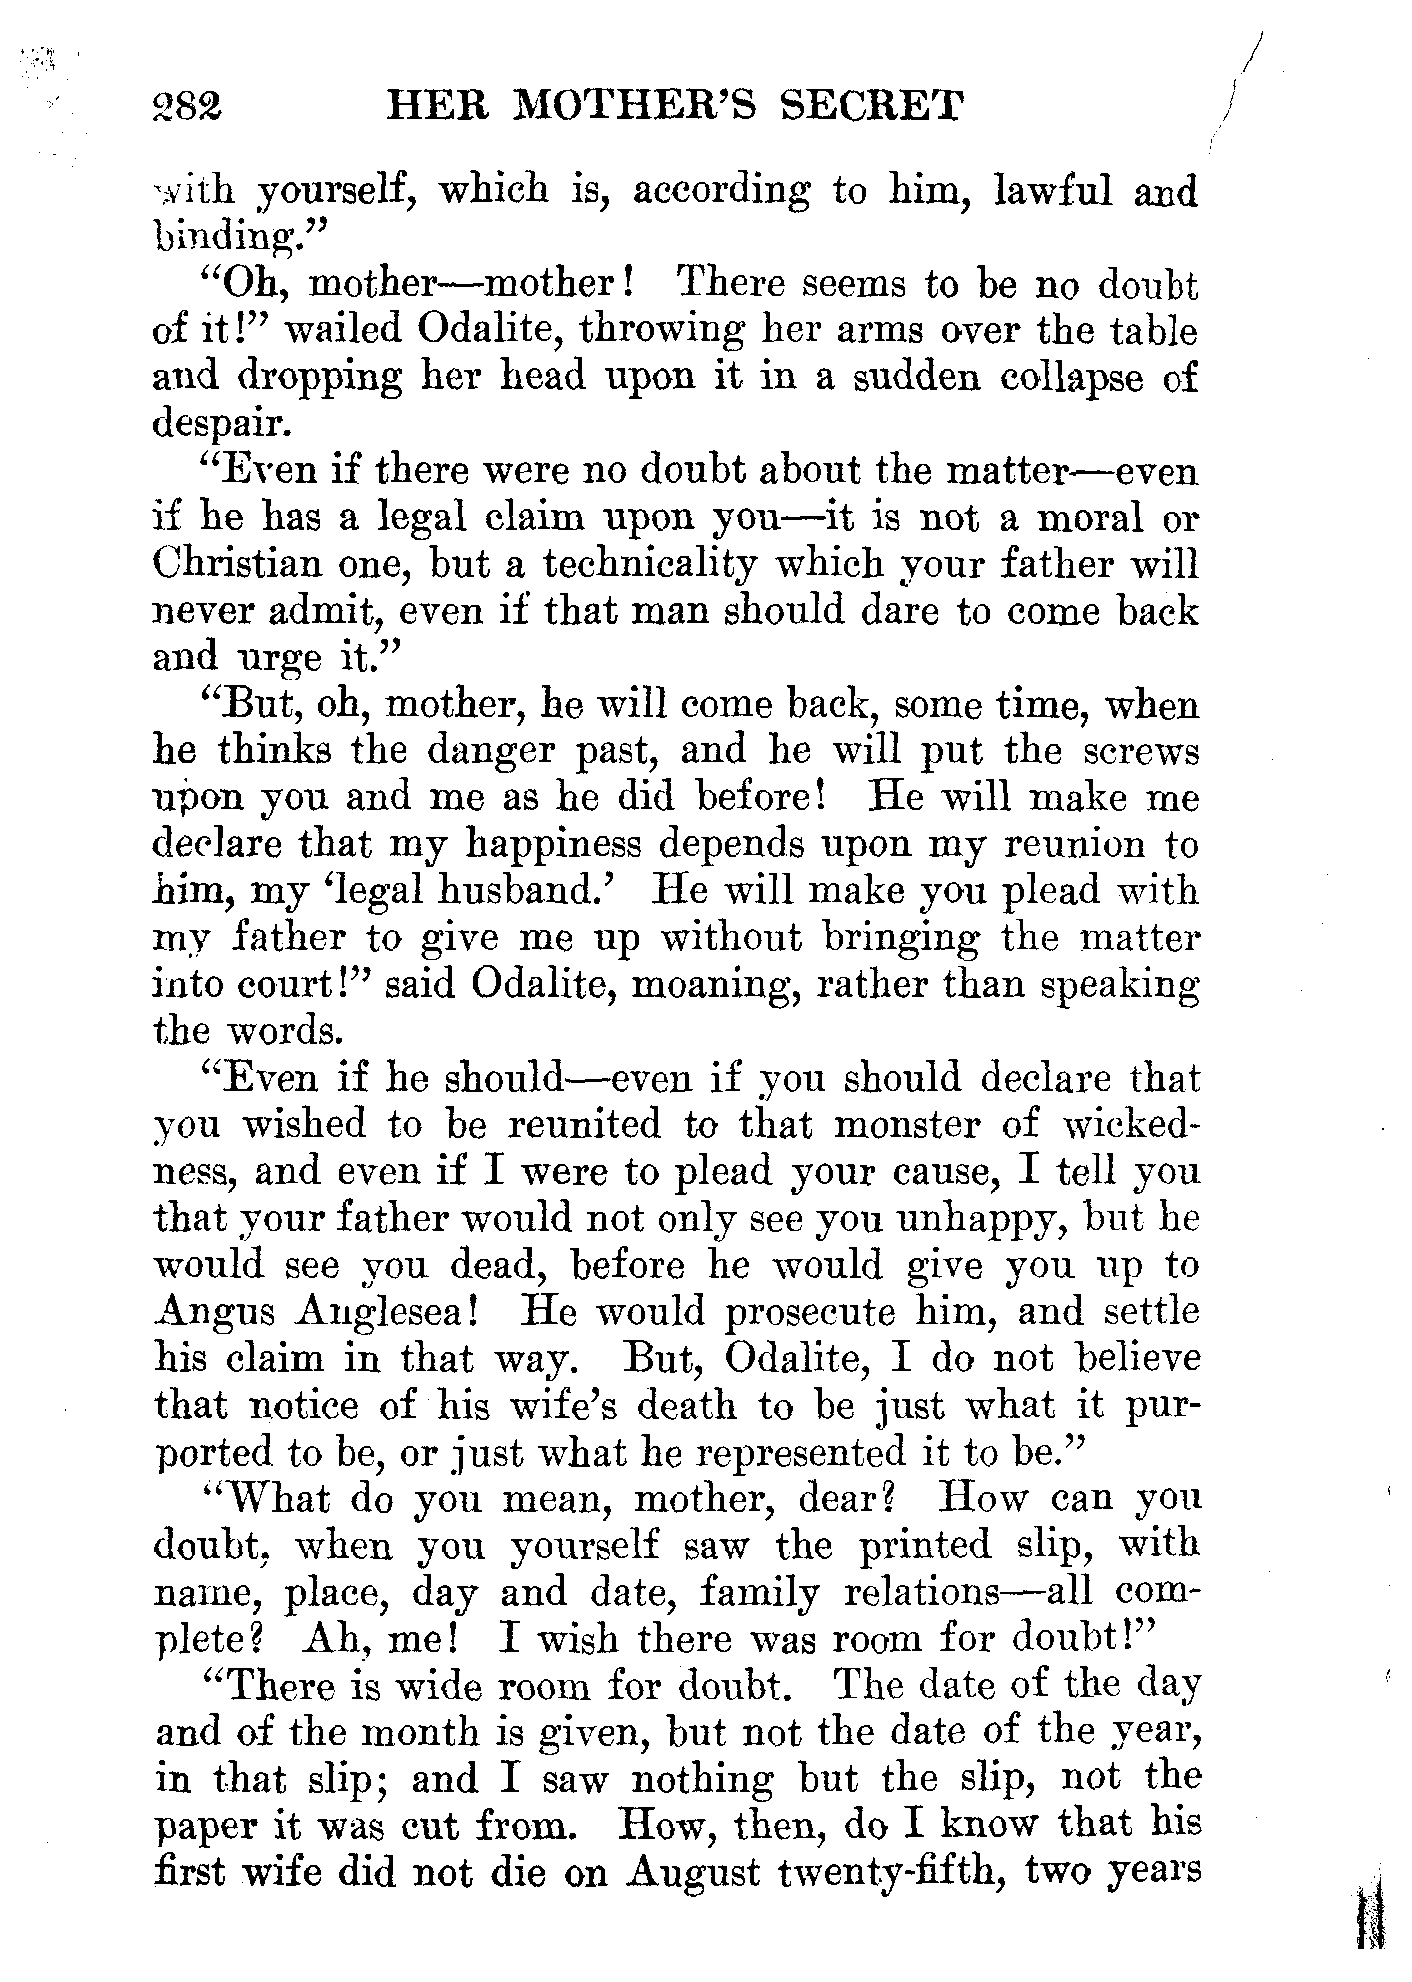 282 HER MOTHER'S SECRET
with yourself, which is, according to him, lawful and
binding."
"Oh, mother—mother! There seems to be no doubt
of it!" wailed Odalite, throwing her arms over the table
and dropping her head upon it in a sudden collapse of
despair.
"Even if there were no doubt about the matter—even
if he has a legal claim upon you—it is not a moral or
Christian one, but a technicality which your father will
never admit, even if that man should dare to come back
and urge it."
"But, oh, mother, he will come back, some time, when
he thinks the danger past, and he will put the screws
upon you and me as he did before! He will make me
declare that my happiness depends upon my reunion to
him, my 'legal husband.' He will make you plead with
my father to give me up without bringing the matter
into court!" said Odalite, moaning, rather than speaking
the words.
"Even if he should—even if you should declare that
you wished to be reunited to that monster of wicked-
ness, and even if I were to plead your cause, I tell you
that your father would not only see you unhappy, but he
would see you dead, before he would give you up to
Angus Anglesea! He would prosecute him, and settle
his claim in that way. But, Odalite, I do not believe
that notice of his wife's death to be just what it pur-
ported to be, or just what he represented it to be."
"What do you mean, mother, dear? How can you
doubt, when you yourself saw the printed slip, with
name, place, day and date, family relations—all com-
plete? Ah, me! I wish there was room for doubt!"
"There is wide room for doubt. The date of the day
and of the month is given, but not the date of the year,
in that slip; and I saw nothing but the slip, not the
paper it was cut from. How, then, do I know that his
first wife did not die on August twenty-fifth, two years